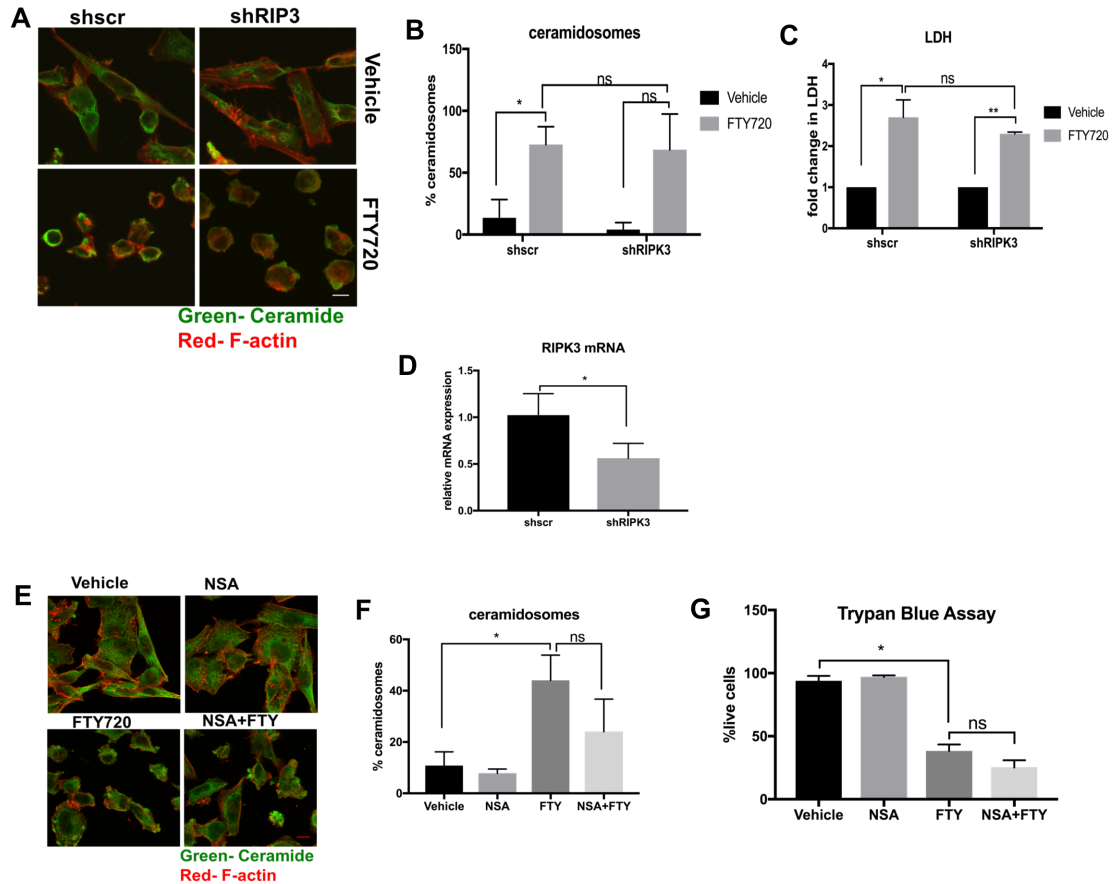 A
shscr
shRIP3
Vehicle
FTY720
Green- Ceramide
Red- F-actin
B
ceramidosomes
% ceramidosomes
150
100
50
0
*
ns
ns
shscr
shRIPK3
Vehicle
FTY720
C
LDH
fold change in LDH
4
3
2
1
0
*
ns
**
shscr
shRIPK3
Vehicle
FTY720
D
RIPK3 mRNA
relative mRNA expression
1.5
1.0
0.5
0.0
*
shscr
shRIPK3
E
Vehicle
NSA
FTY720
NSA+FTY
Green- Ceramide
Red- F-actin
F
ceramidosomes
% ceramidosomes
60
40
20
0
*
ns
Vehicle
NSA
FTY
NSA+FTY
G
Trypan Blue Assay
%live cells
150
100
50
0
*
ns
Vehicle
NSA
FTY
NSA+FTY